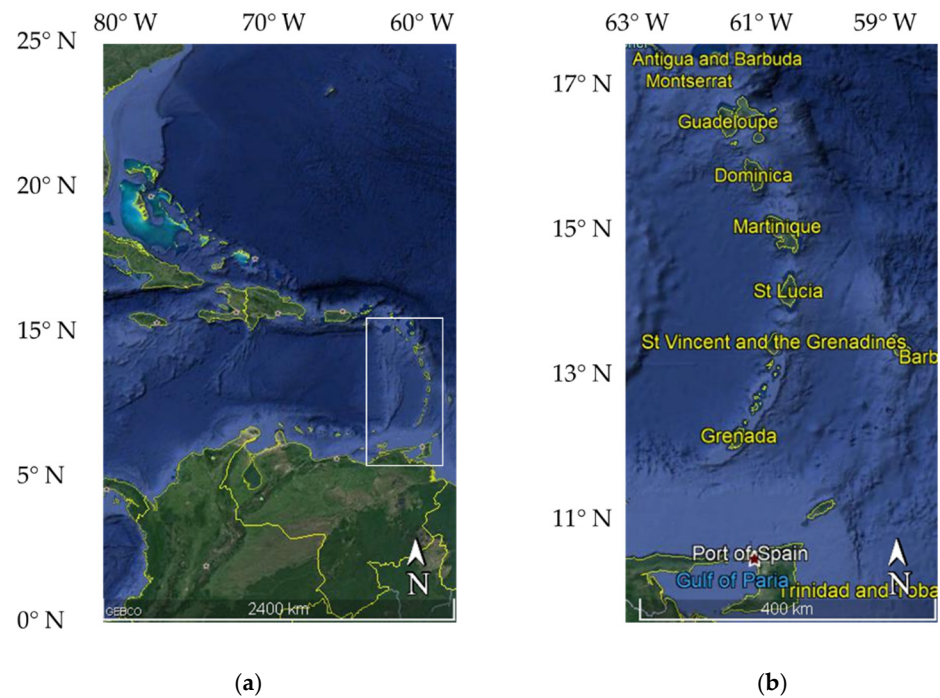 80° W 70° W 60° W
25° N
20° N
15° N
5° N
0° N
GEBCO
2400 km
N
(a)
63° W 61° W 59° W
17° N
15° N
13° N
11° N
Antigua and Barbuda
Montserrat
Guadeloupe
Dominica
Martinique
St Lucia
St Vincent and the Grenadines
Barb
Grenada
Port of Spain
Gulf of Paria
Trinidad and Toba
400 km
N
(b)